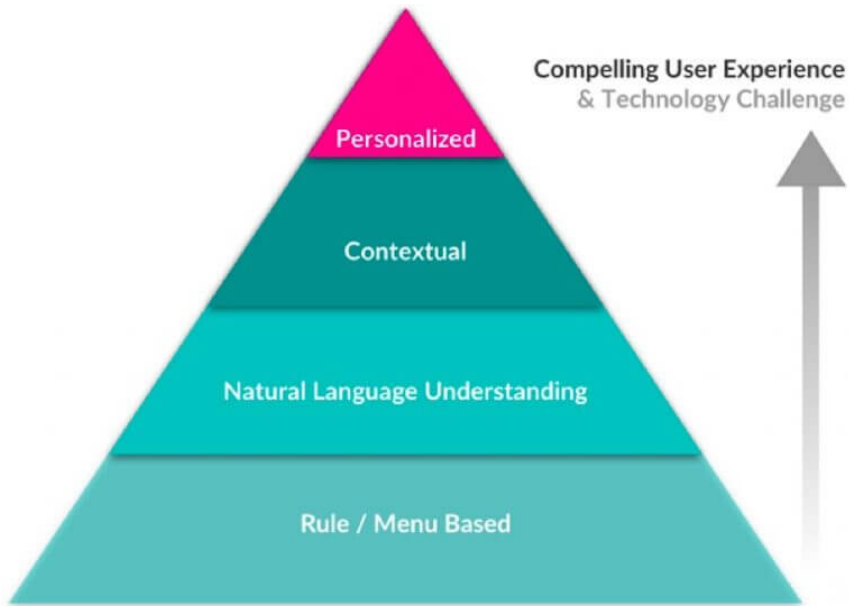 Compelling User Experience
& Technology Challenge
Personalized
Contextual
Natural Language Understanding
Rule / Menu Based